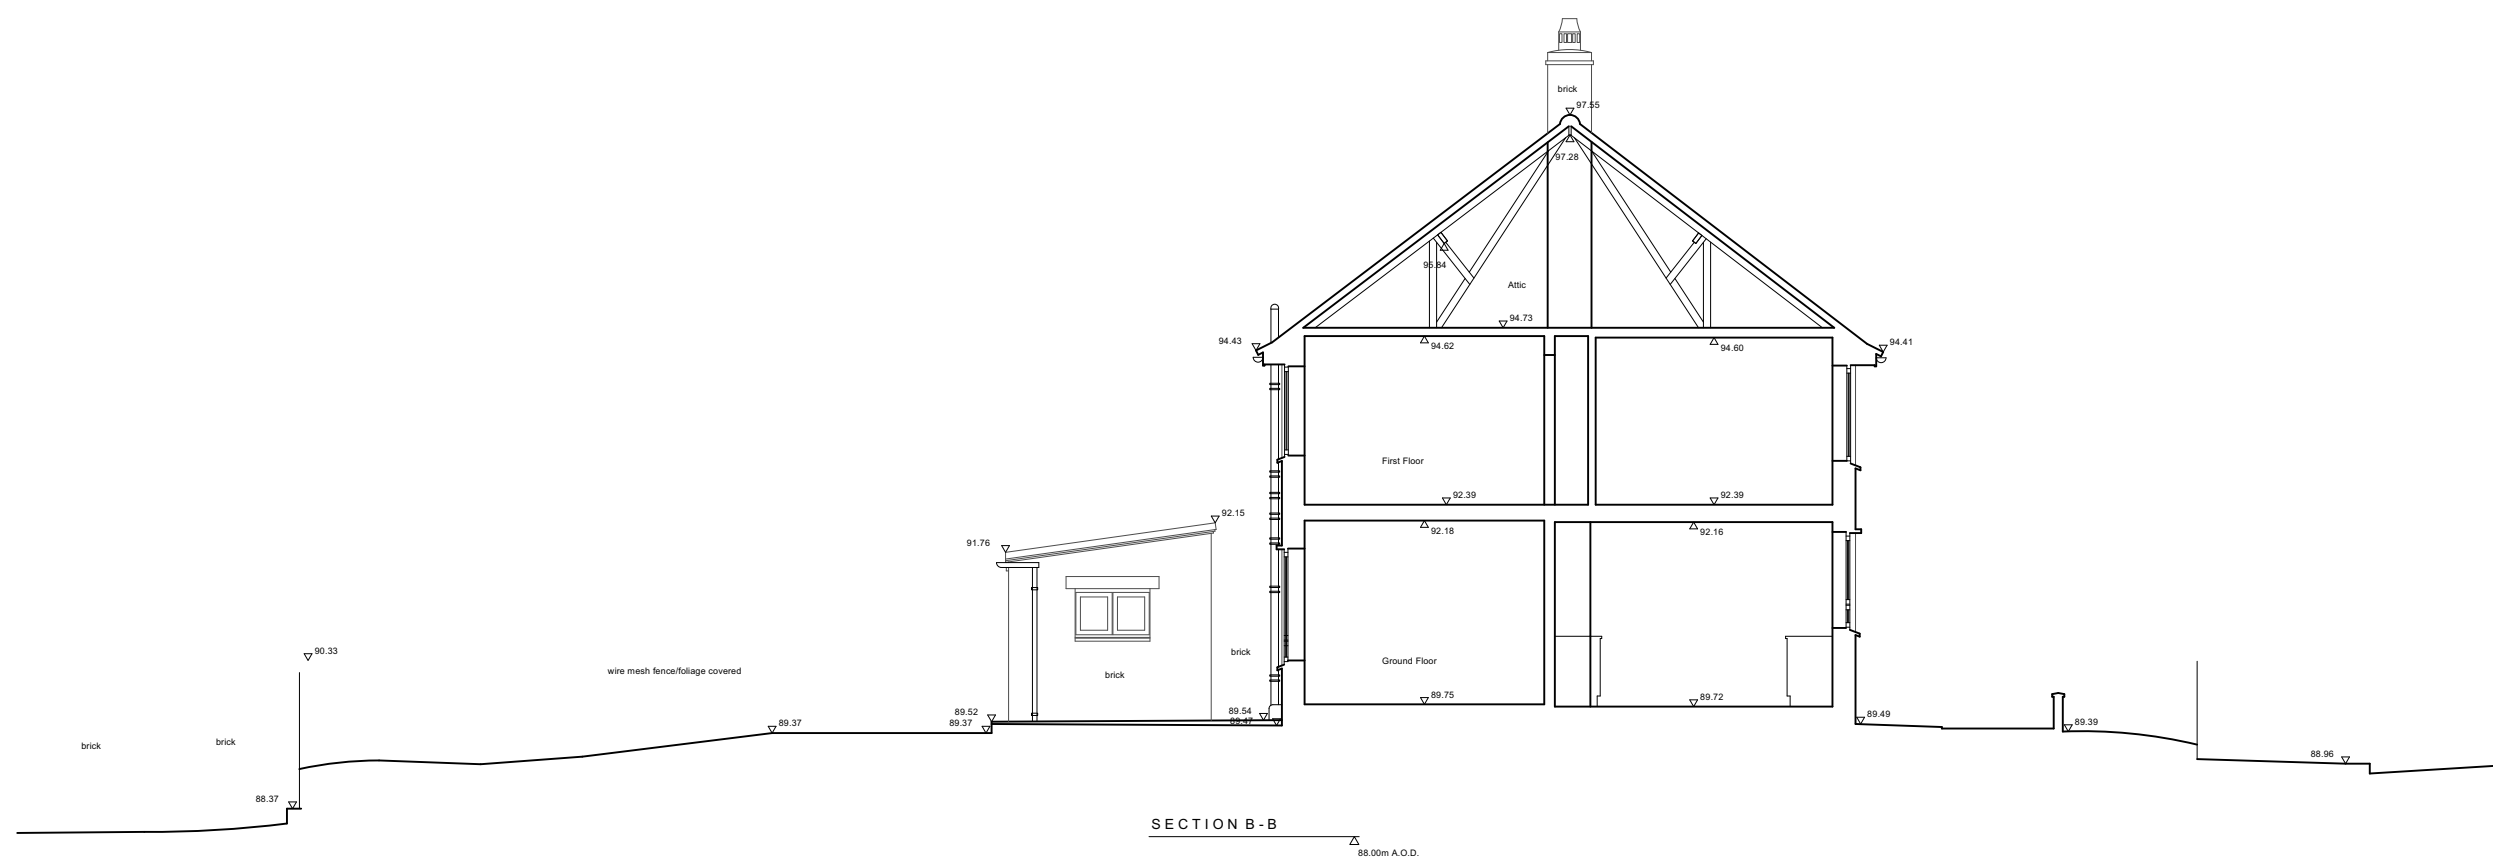 brick
97.55
97.28
95.84
Attic
94.73
94.43
94.62
94.60
94.41
First Floor
92.39
92.39
92.15
92.18
92.16
91.76
90.33
wire mesh fence/foliage covered
brick
brick
Ground Floor
89.75
89.72
89.52
89.54
89.37
89.37
89.47
89.49
89.39
brick
brick
88.96
88.37
SECTION B-B
88.00m A.O.D.